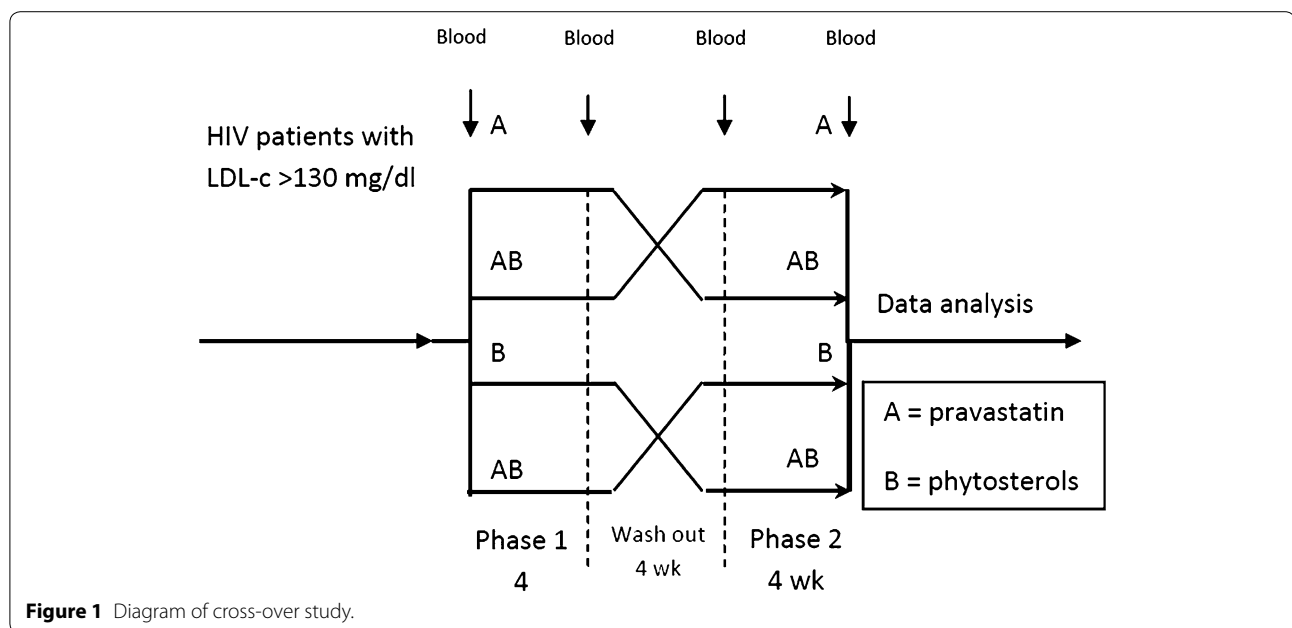 Blood Blood Blood Blood
A A
HIV patients with
LDL-c >130 mg/dl
AB AB
Data analysis
B B
A = pravastatin
AB AB
B = phytosterols
Phase 1 Wash out Phase 2
4 4 wk 4 wk
Figure 1 Diagram of cross-over study.